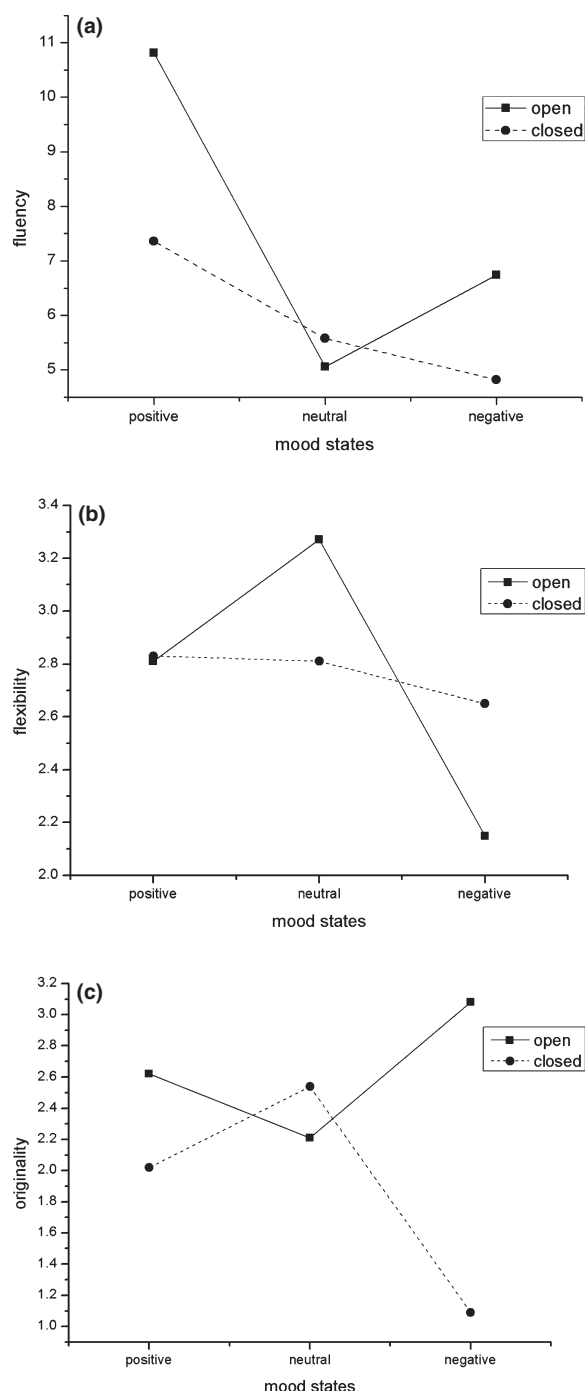 (a)
11
10
9
8
7
6
5
fluency
open
closed
positive neutral negative
mood states
(b)
3.4
3.2
3.0
2.8
2.6
2.4
2.2
2.0
flexibility
open
closed
positive neutral negative
mood states
(c)
3.2
3.0
2.8
2.6
2.4
2.2
2.0
1.8
1.6
1.4
1.2
1.0
originality
open
closed
positive neutral negative
mood states